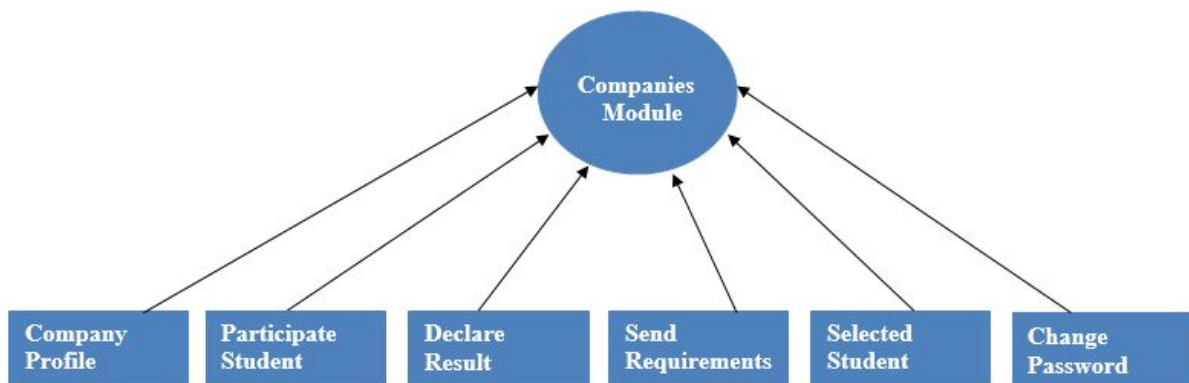 Companies
Module
Company
Profile
Participate
Student
Declare
Result
Send
Requirements
Selected
Student
Change
Password